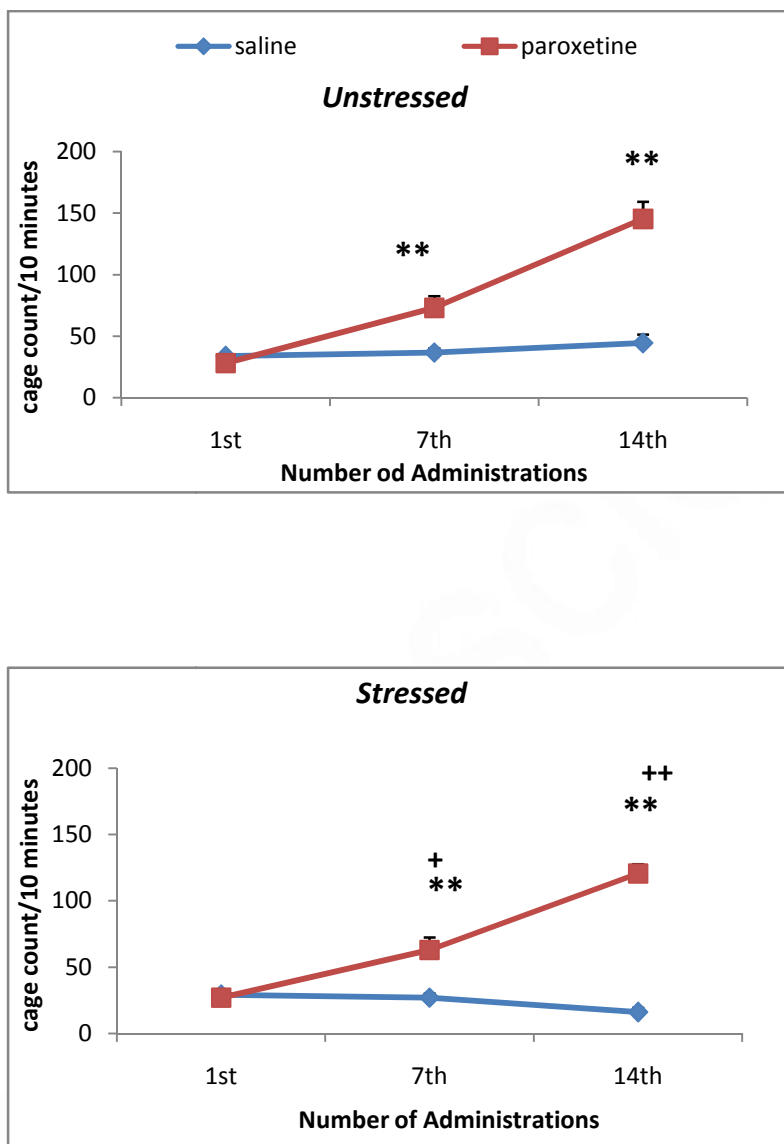 saline paroxetine
Unstressed
200
**
150
**
100
50
0
1st 7th 14th
Number od Administrations
cage count/10 minutes
Stressed
200
++
**
150
+
**
100
50
0
1st 7th 14th
Number of Administrations
cage count/10 minutes